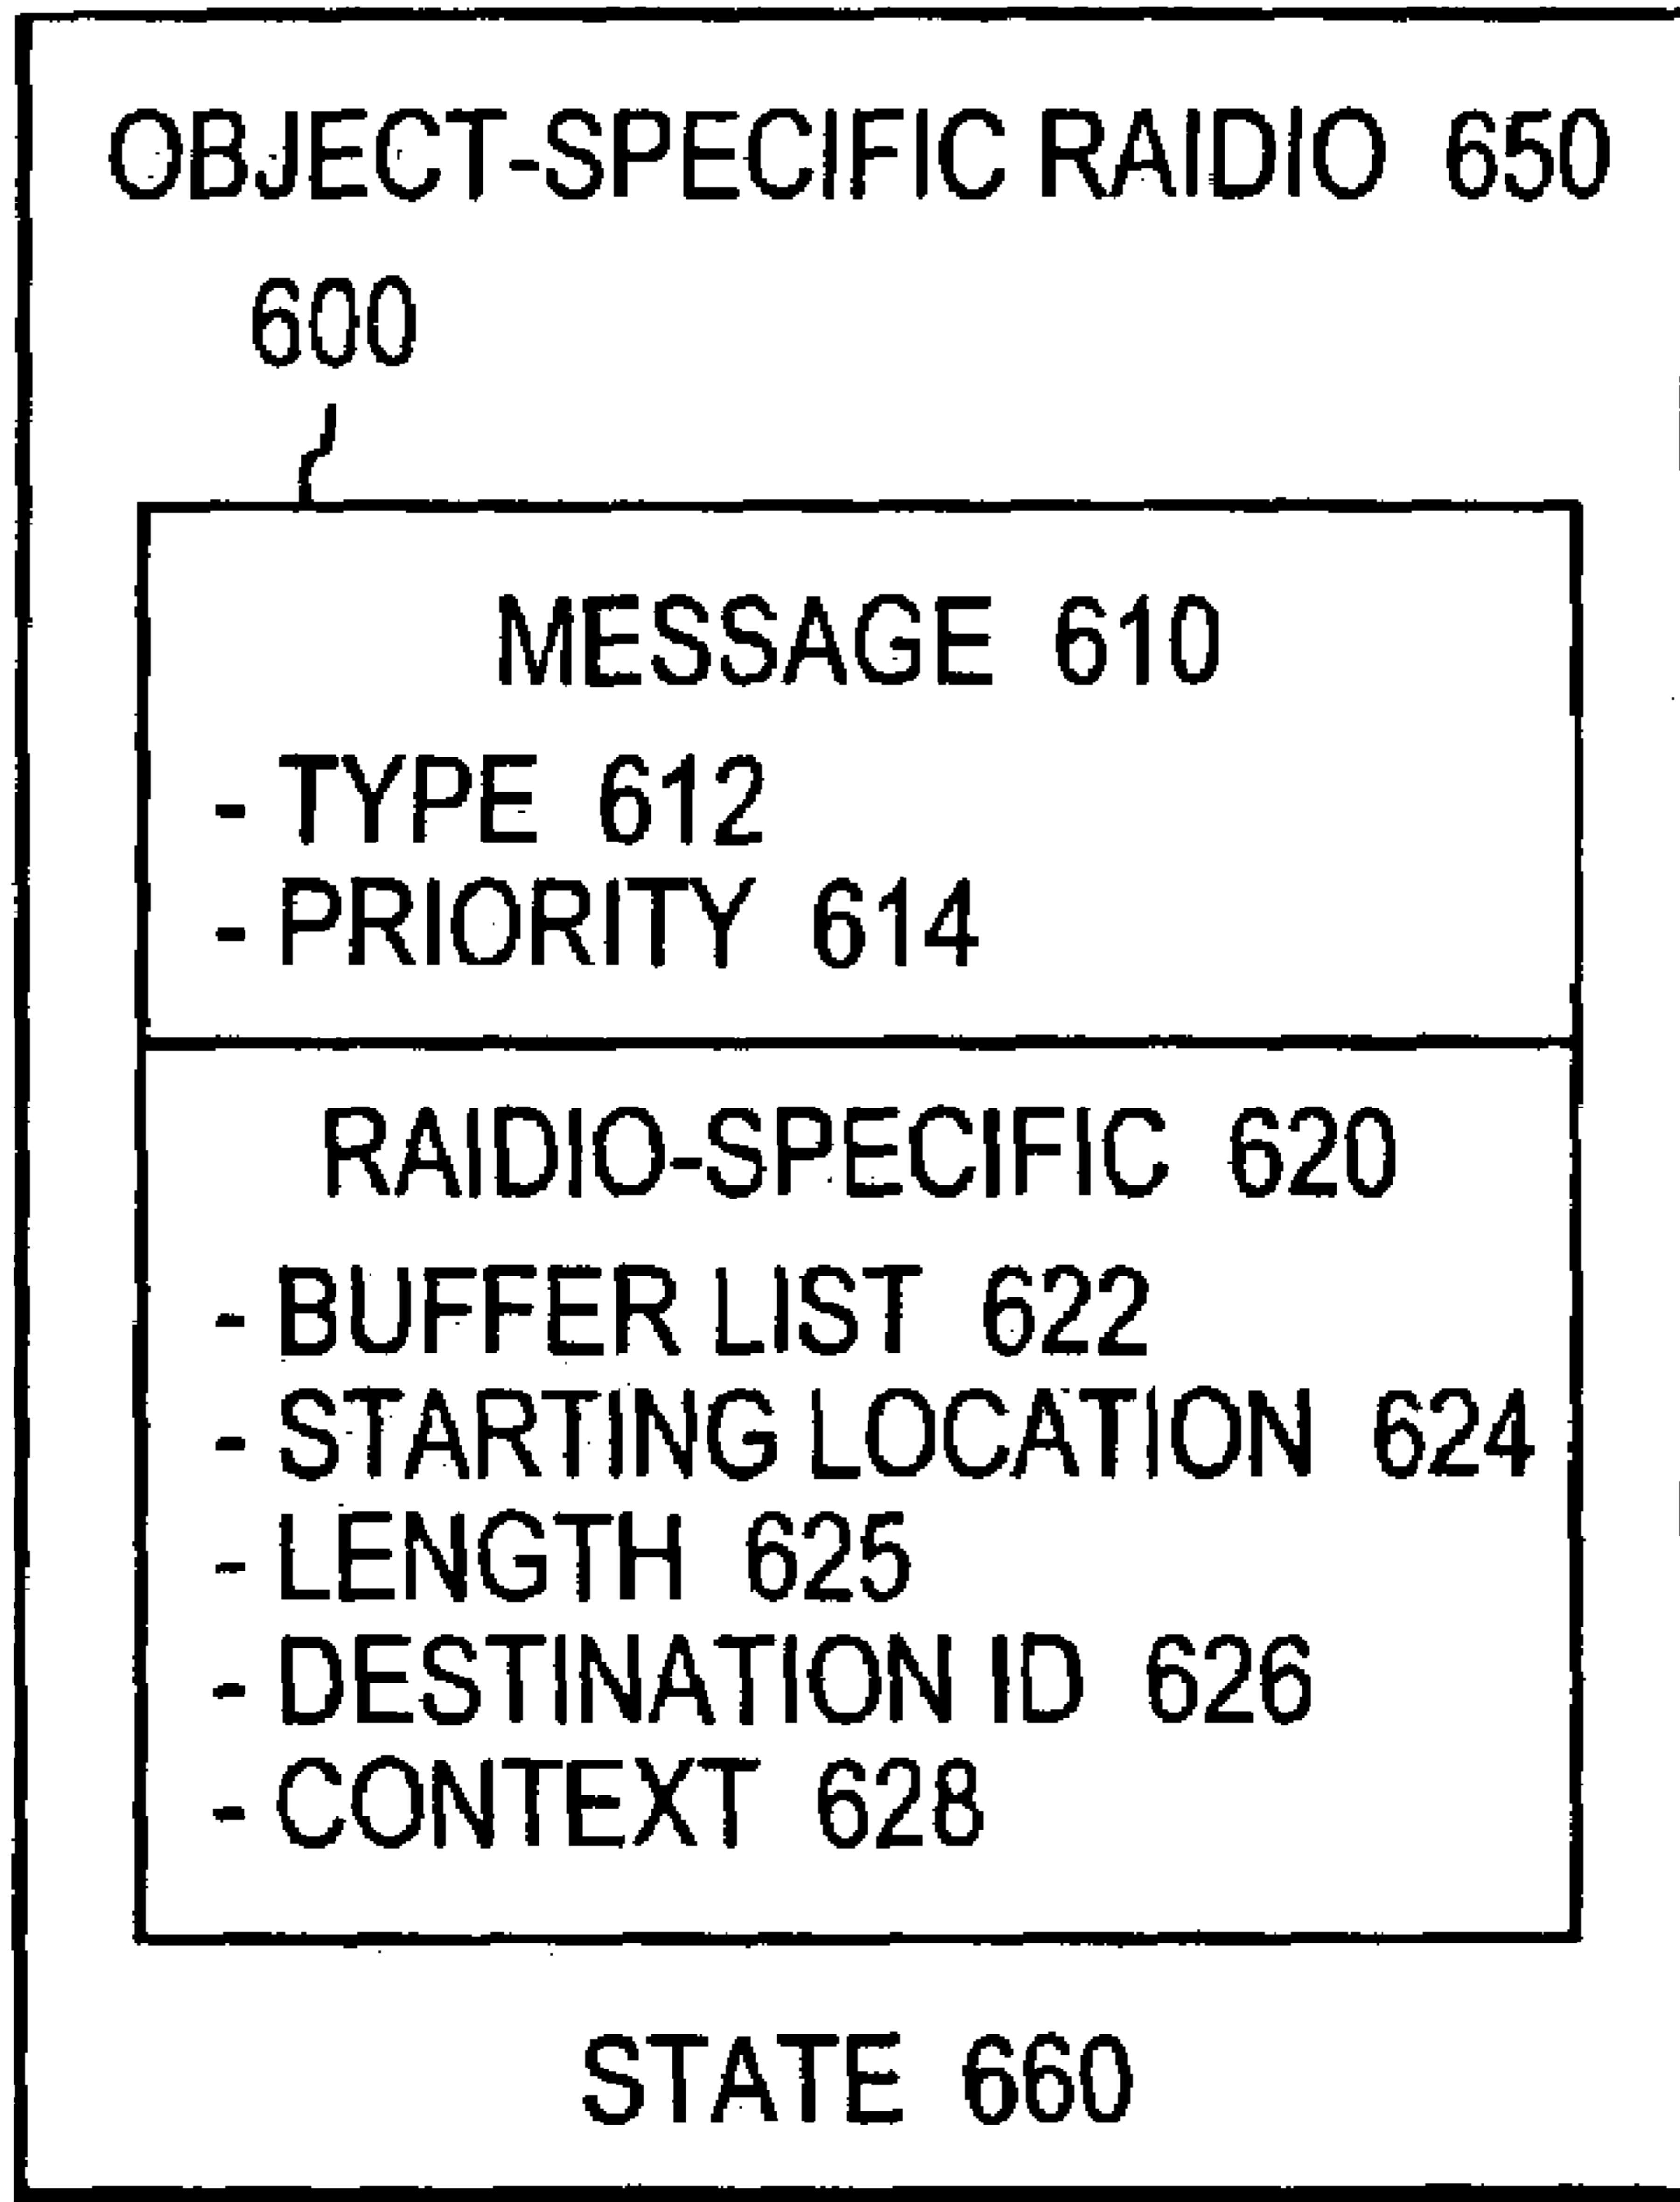 OBJECT-SPECIFIC RAIDIO 650
600
MESSAGE 610
- TYPE 612
- PRIORITY 614
RAIDIO-SPECIFIC 620
- BUFFER LIST 622
- STARTING LOCATION 624
- LENGTH 625
- DESTINATION ID 626
- CONTEXT 628
STATE 660